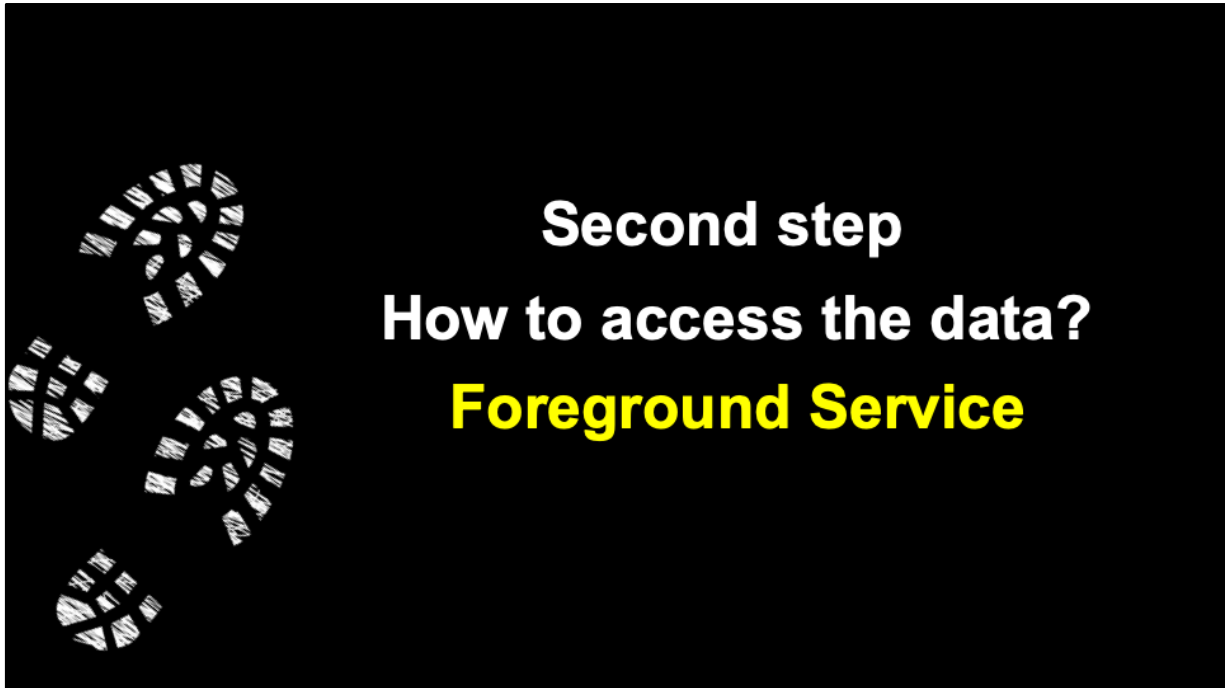 Second step
How to access the data?
Foreground Service